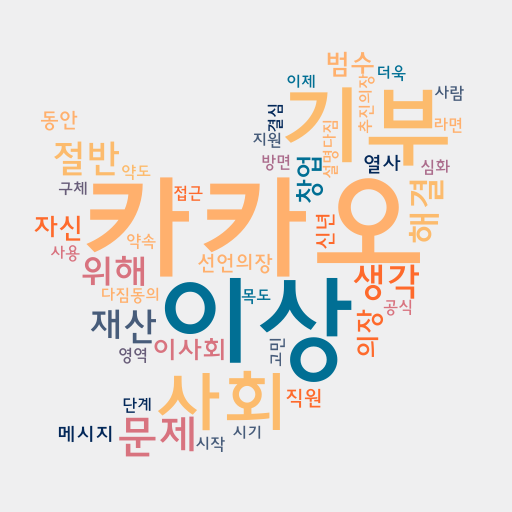 범수
이제
더욱
추진의장
사람
기부
동안
결심
라면
지원
설명다짐
절반
약도
방면
창업
열사
심화
구체
접근
카카오
해결
자신
신년
약속
사용
선언의장
위해
생각
다짐동의
목도
이상
공식
재산
의장
영역
이사회
고민
사회
직원
단계
메시지
문제
시작
시기